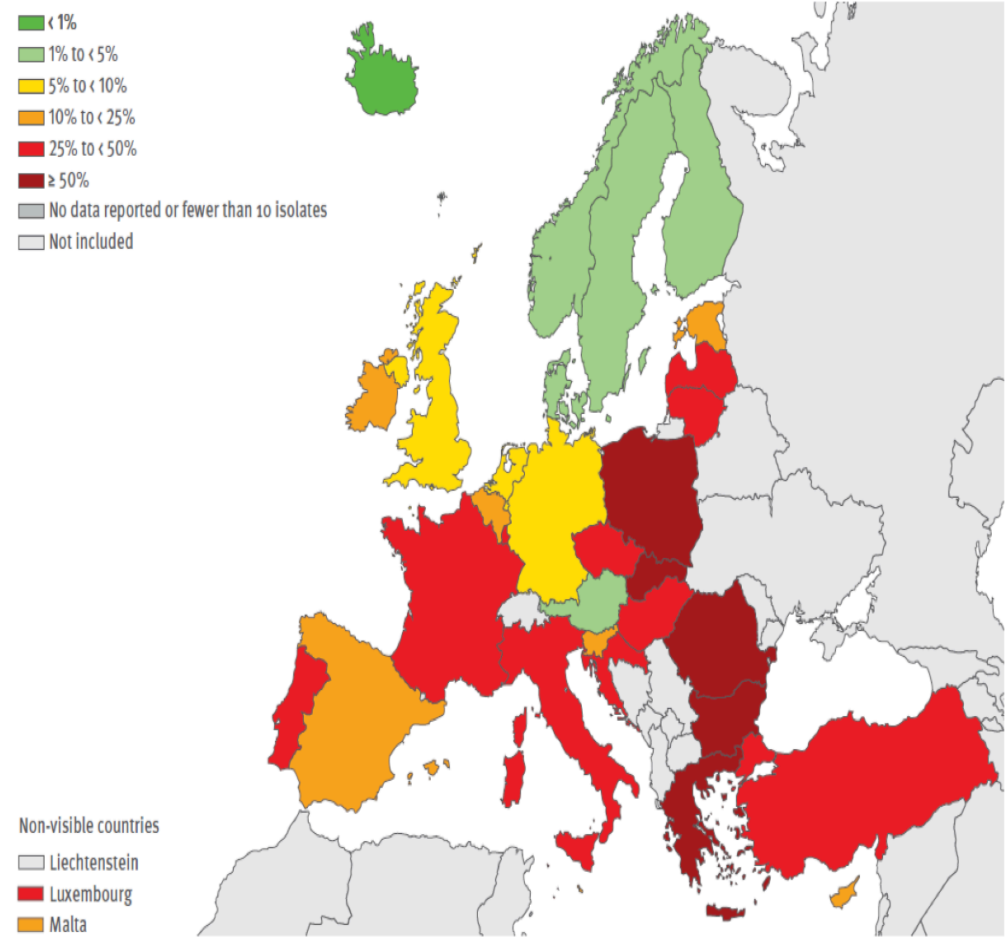 < 1%
1% to < 5%
5% to < 10%
10% to < 25%
25% to < 50%
≥ 50%
No data reported or fewer than 10 isolates
Not included
Non-visible countries
Liechtenstein
Luxembourg
Malta